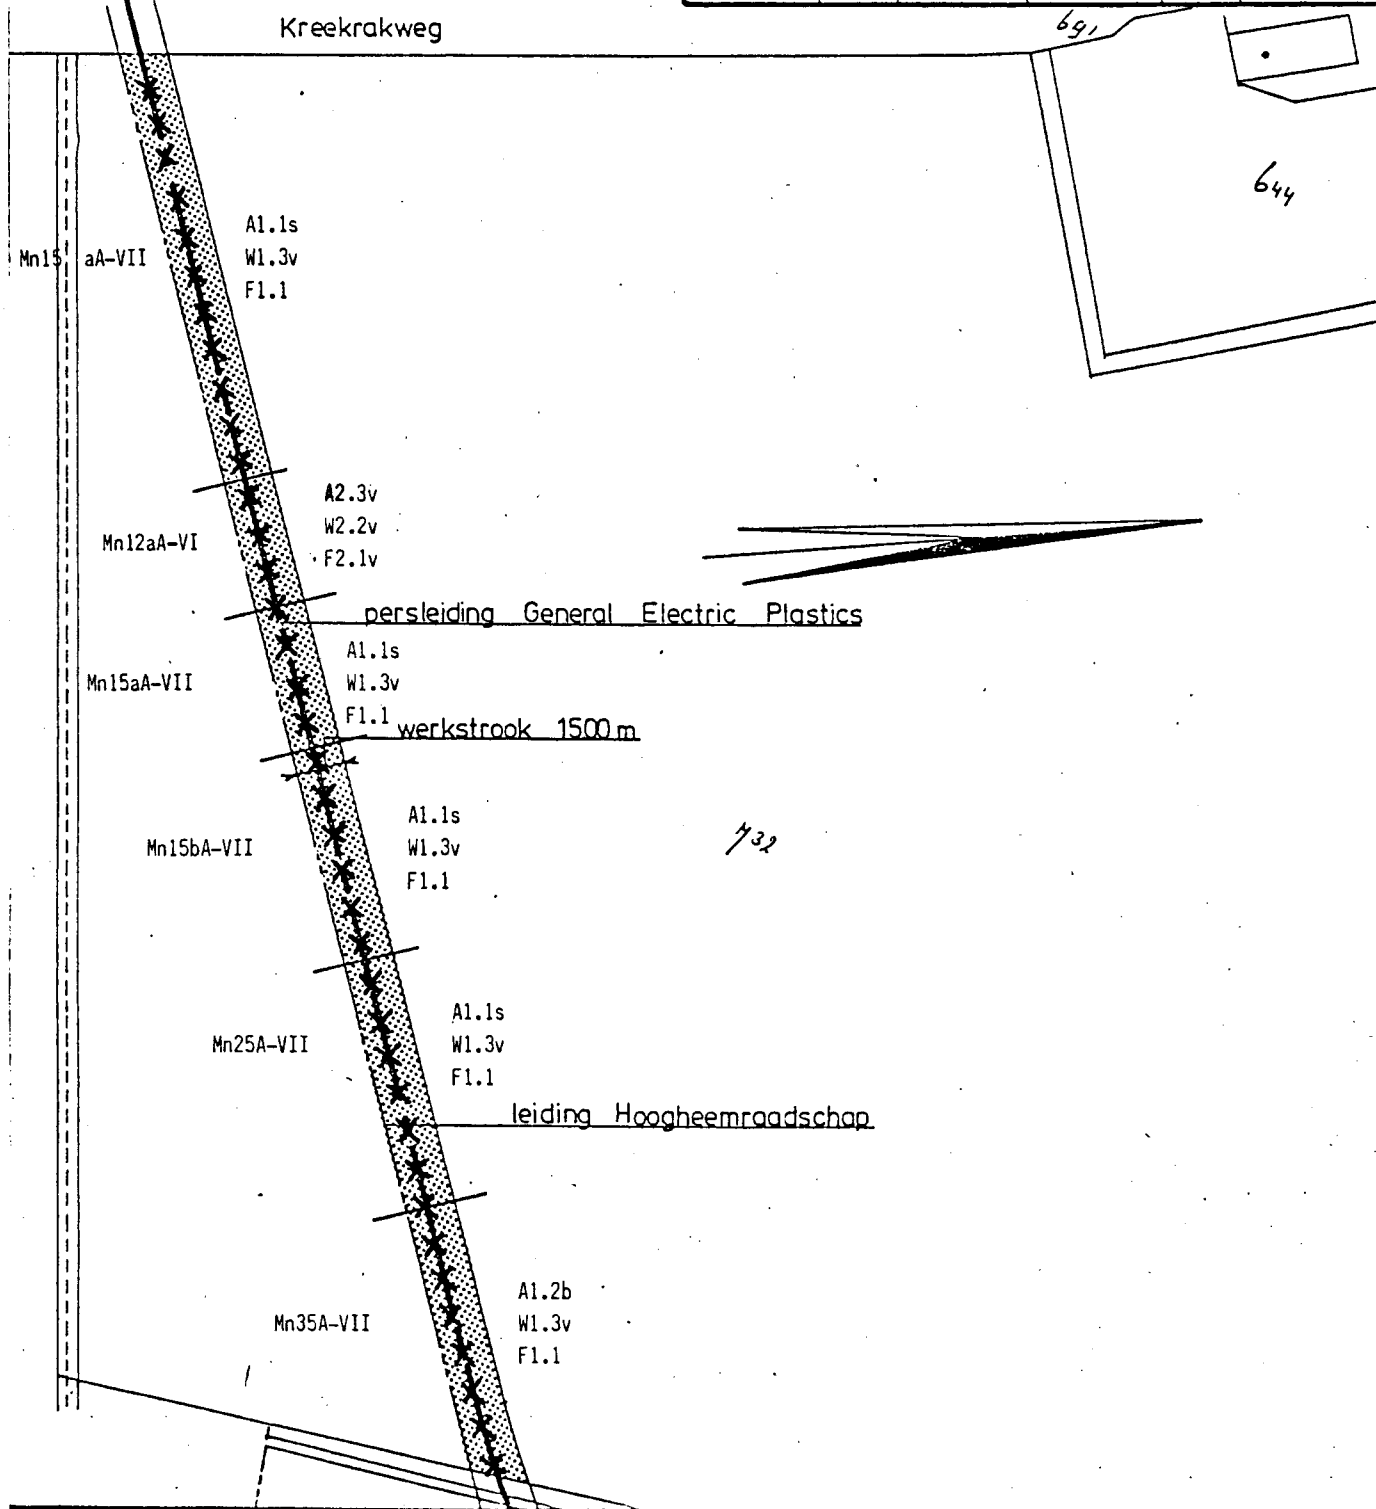 Kreekrakweg
691
644
A1.1s
Mn15 aA-VII
W1.3v
F1.1
A2.3v
W2.2v
Mn12aA-VI
F2.1v
persleiding General Electric Plastics
A1.1s
Mn15aA-VII
W1.3v
F1.1
werkstrook 1500 m
A1.1s
732
Mn15bA-VII
W1.3v
F1.1
A1.1s
Mn25A-VII
W1.3v
F1.1
leiding Hoogheemraadschap
A1.2b
Mn35A-VII
W1.3v
F1.1